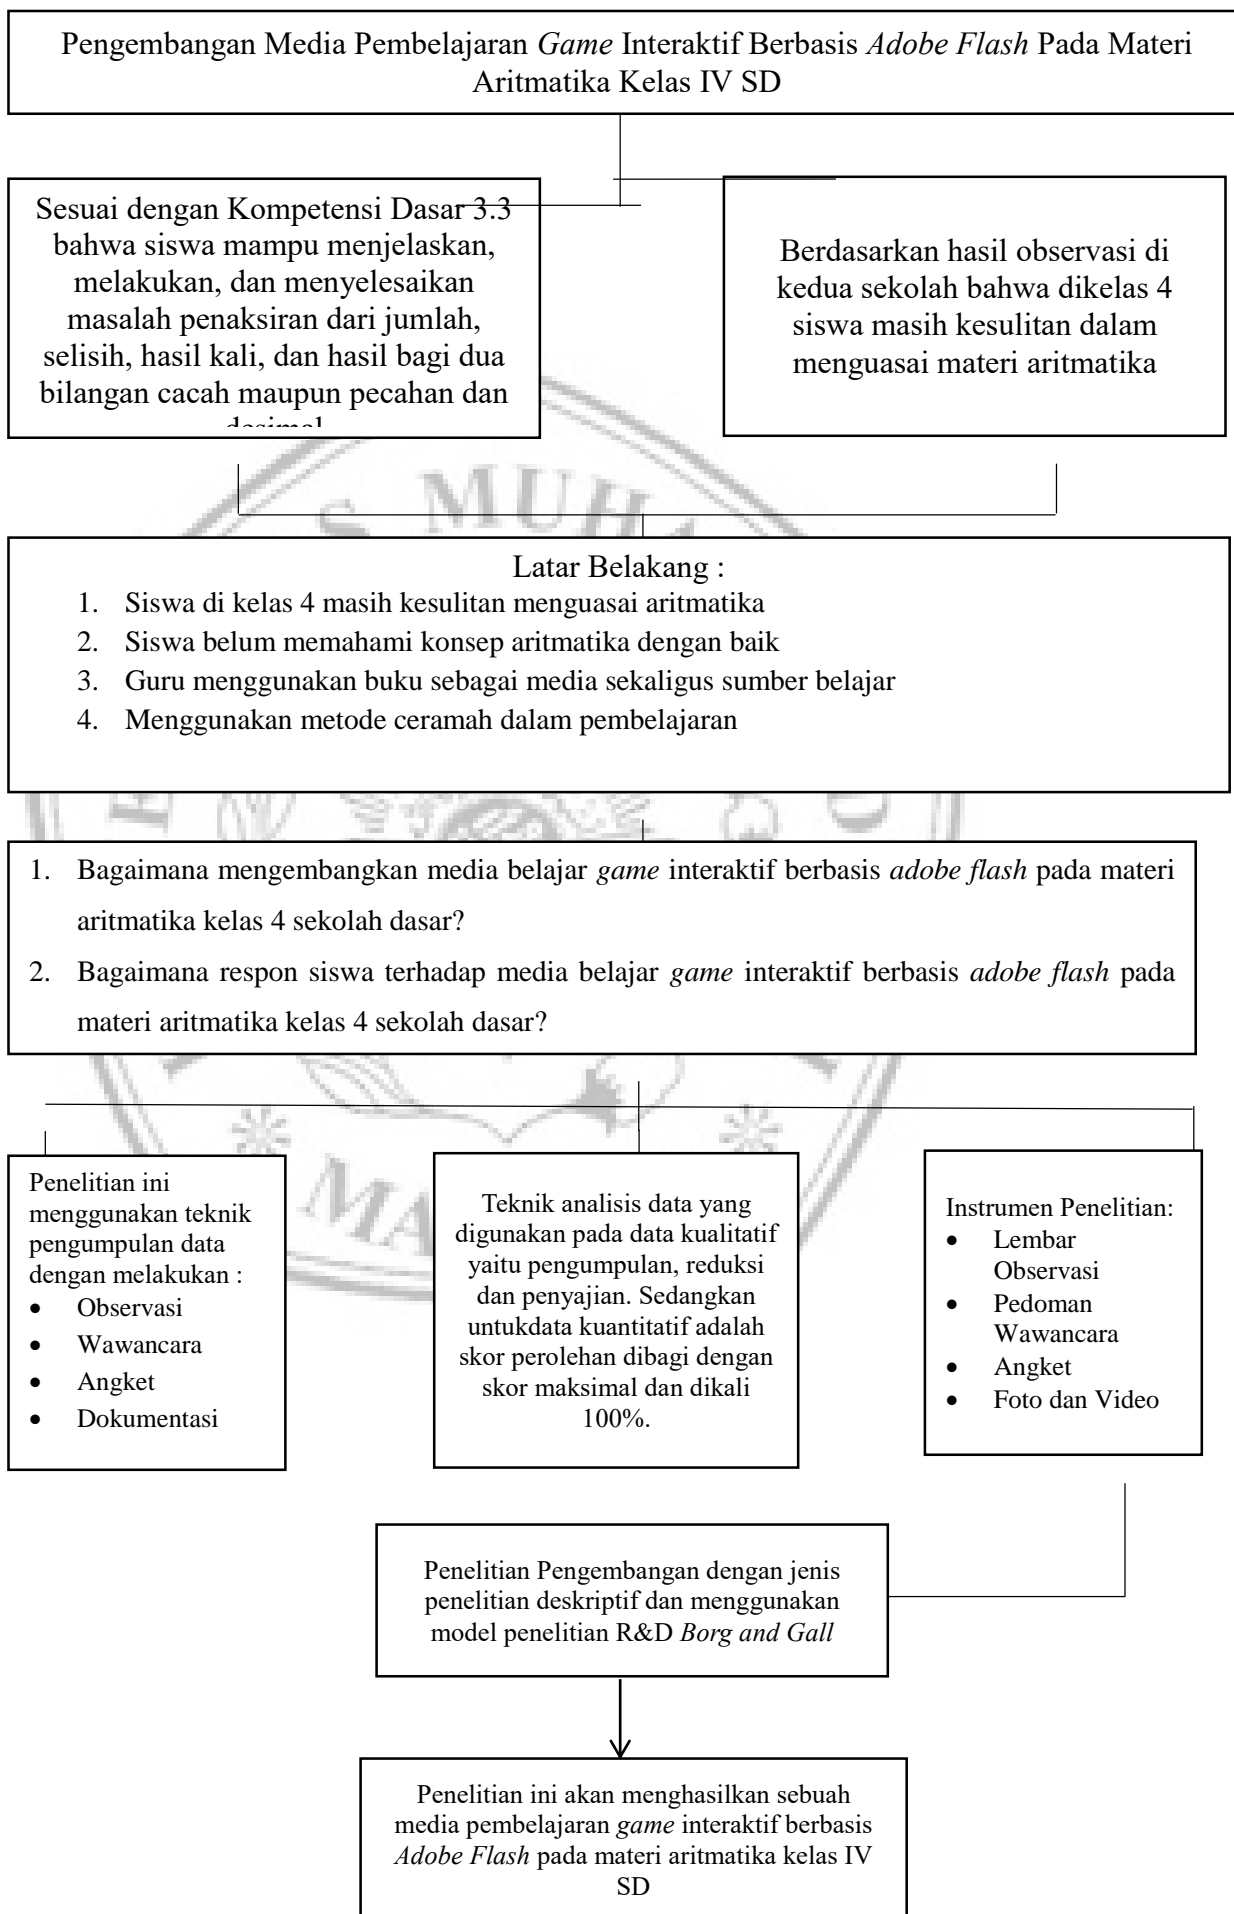 Pengembangan Media Pembelajaran Game Interaktif Berbasis Adobe Flash Pada Materi
Aritmatika Kelas IV SD
Sesuai dengan Kompetensi Dasar 3.3
bahwa siswa mampu menjelaskan,
melakukan, dan menyelesaikan
masalah penaksiran dari jumlah,
selisih, hasil kali, dan hasil bagi dua
bilangan cacah maupun pecahan dan
Berdasarkan hasil observasi di
kedua sekolah bahwa dikelas 4
siswa masih kesulitan dalam
menguasai materi aritmatika
S MUHA
Latar Belakang :
1. Siswa di kelas 4 masih kesulitan menguasai aritmatika
2. Siswa belum memahami konsep aritmatika dengan baik
3. Guru menggunakan buku sebagai media sekaligus sumber belajar
4. Menggunakan metode ceramah dalam pembelajaran
1. Bagaimana mengembangkan media belajar game interaktif berbasis adobe flash pada materi
aritmatika kelas 4 sekolah dasar?
2. Bagaimana respon siswa terhadap media belajar game interaktif berbasis adobe flash pada
materi aritmatika kelas 4 sekolah dasar?
MA
Penelitian ini
menggunakan teknik
pengumpulan data
dengan melakukan :
• Observasi
• Wawancara
• Angket
• Dokumentasi
Teknik analisis data yang
digunakan pada data kualitatif
yaitu pengumpulan, reduksi
dan penyajian. Sedangkan
untukdata kuantitatif adalah
skor perolehan dibagi dengan
skor maksimal dan dikali
100%.
Instrumen Penelitian:
• Lembar
Observasi
• Pedoman
Wawancara
• Angket
• Foto dan Video
Penelitian Pengembangan dengan jenis
penelitian deskriptif dan menggunakan
model penelitian R&D Borg and Gall
Penelitian ini akan menghasilkan sebuah
media pembelajaran game interaktif berbasis
Adobe Flash pada materi aritmatika kelas IV
SD